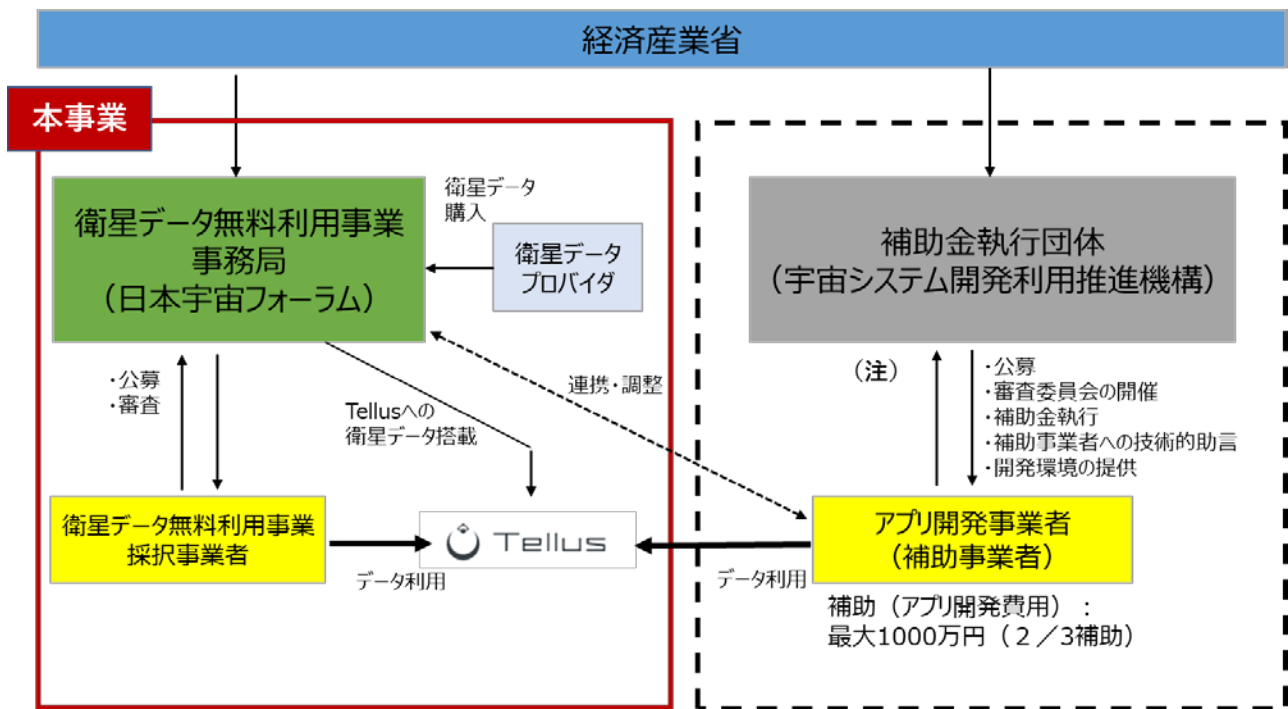 経済産業省
本事業
衛星データ無料利用事業
事務局
（日本宇宙フォーラム）
衛星データ
購入
衛星データ
プロバイダ
補助金執行団体
（宇宙システム開発利用推進機構）
・公募
・審査
Tellusへの
衛星データ搭載
連携・調整
（注）
・公募
・審査委員会の開催
・補助金執行
・補助事業者への技術的助言
・開発環境の提供
衛星データ無料利用事業
採択事業者
データ利用
Tellus
データ利用
アプリ開発事業者
（補助事業者）
補助（アプリ開発費用）：
最大1000万円（２／3補助）